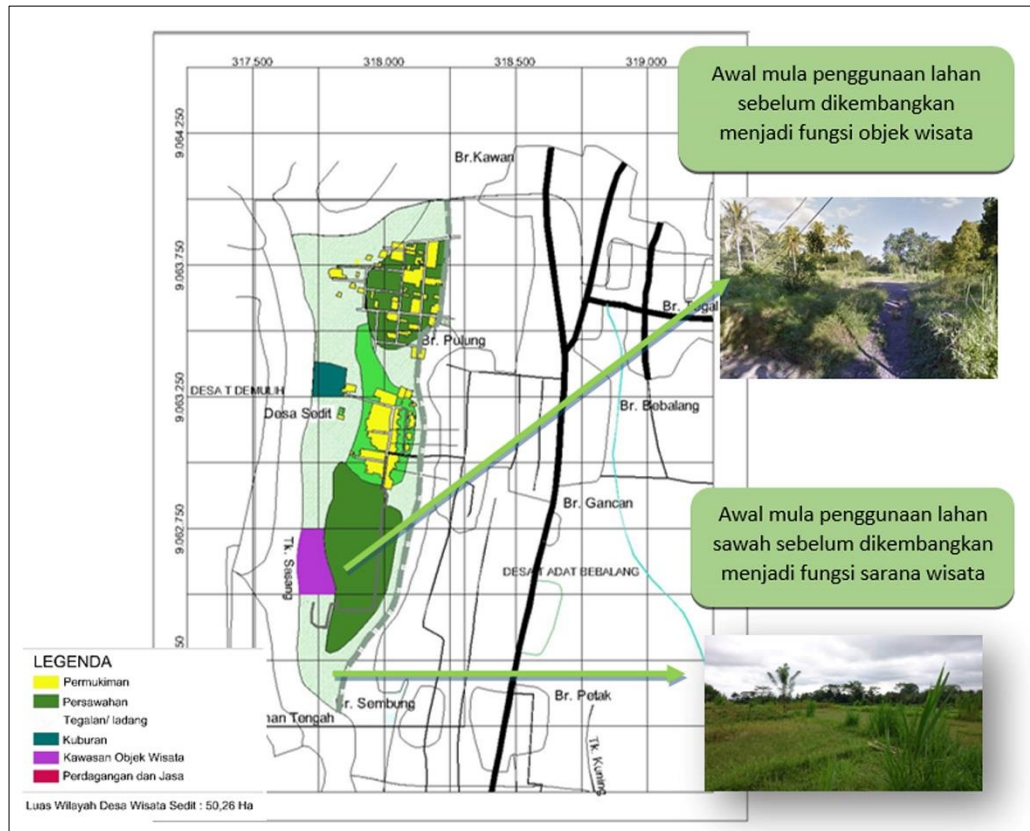 317.500 318.000 318.500 319.000
Awal mula penggunaan lahan
sebelum dikembangkan
menjadi fungsi objek wisata
9.064.250
Br.Kawan
9.063.750
Br. Pulung
DESA T DEMULIH
9.063.250
Desa Sedit
Br. Bebalang
Br. Gancan
Awal mula penggunaan lahan
sawah sebelum dikembangkan
menjadi fungsi sarana wisata
9.062.750
Tk. Sasang
DESA T ADAT BEBALANG
Br. Petak
Tk. Kuning
LEGENDA
Permukiman
Persawahan
Tegalan/ ladang
Kuburan
Kawasan Objek Wisata
Perdagangan dan Jasa
Luas Wilayah Desa Wisata Sedit : 50,26 Ha